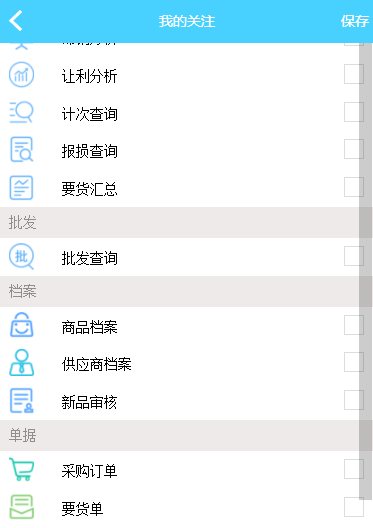 我的关注
保存
让利分析
计次查询
报损查询
要货汇总
批发
批
批发查询
档案
商品档案
供应商档案
新品审核
单据
采购订单
要货单